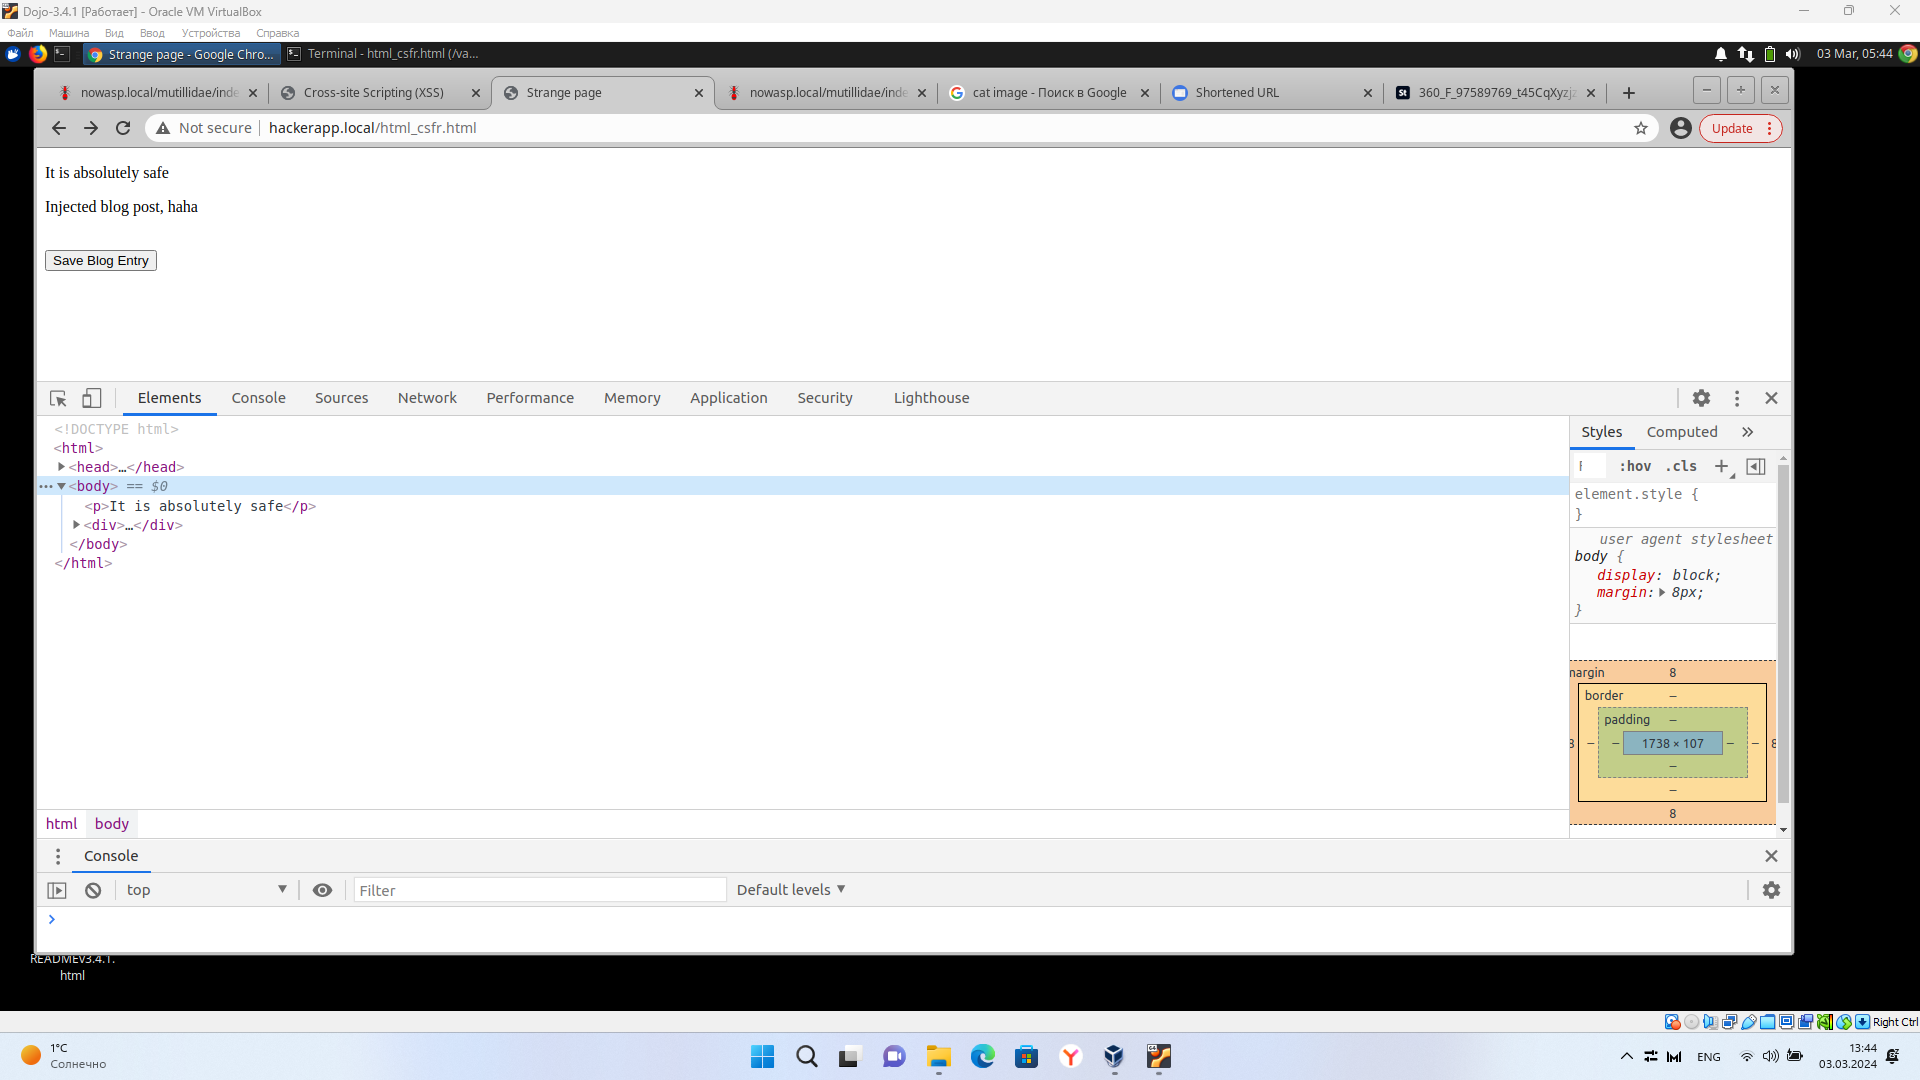 Dojo-3.4.1 [Работает] - Oracle VM VirtualBox
Файл Машина Вид Ввод Устройства Справка
Strange page - Google Chro... Terminal - html_csfr.html (/va... 03 Mar, 05:44
nowasp.local/mutillidae/inde Cross-site Scripting (XSS) Strange page nowasp.local/mutillidae/inde cat image - Поиск в Google Shortened URL 360_F_97589769_t45CqXyzjz
Not secure hackerapp.local/html_csfr.html Update
It is absolutely safe
Injected blog post, haha
Save Blog Entry
Elements Console Sources Network Performance Memory Application Security Lighthouse
<!DOCTYPE html>
<html>
<head>…</head>
<body> == $0
<p>It is absolutely safe</p>
<div>…</div>
</body>
</html>
Styles Computed
:hov .cls
element.style {
}
user agent stylesheet
body {
display: block;
margin: 8px;
}
margin 8
border –
padding –
8 – – 1738 × 107 – – 8
–
–
8
html body
Console
top Filter Default levels
READMEv3.4.1.
html
Right Ctrl
1°C
Солнечно
ENG
13:44
03.03.2024